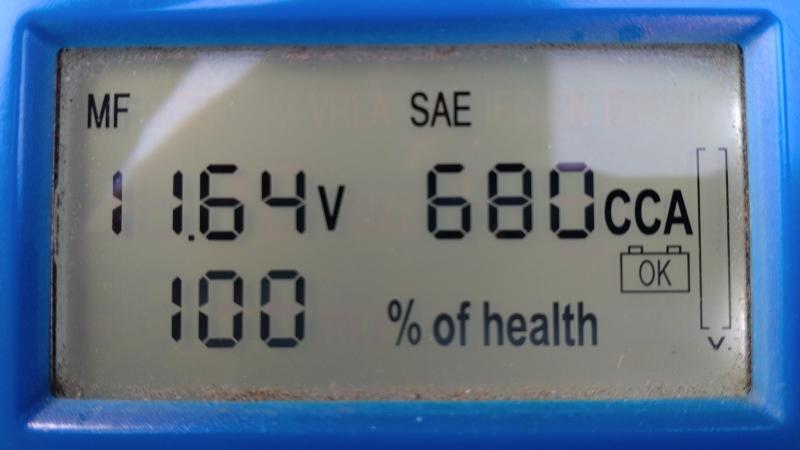 MF SAE
11.64V 680CCA
OK
100 % of health
V.